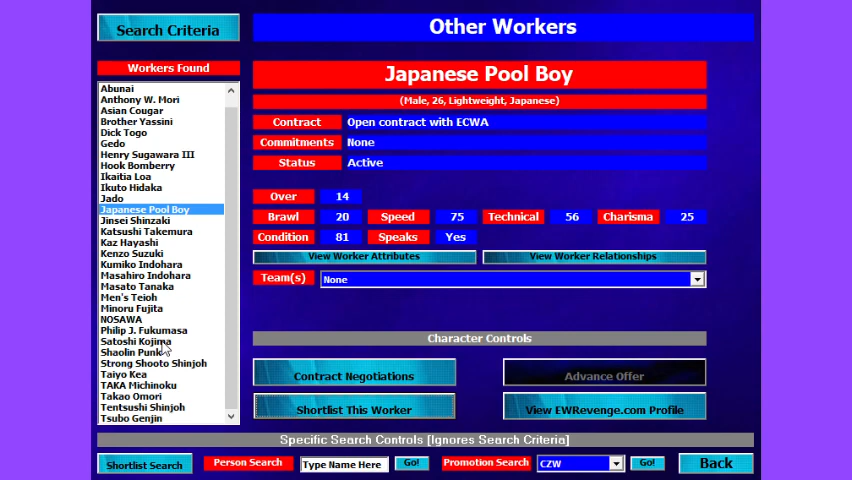 Search Criteria
Other Workers
Workers Found
Abunai
Anthony W. Mori
Asian Cougar
Brother Yassini
Dick Togo
Gedo
Henry Sugawara III
Hook Bomberry
Ikaitia Loa
Ikuto Hidaka
Jado
Japanese Pool Boy
Jinsei Shinzaki
Katsushi Takemura
Kaz Hayashi
Kenzo Suzuki
Kumiko Indohara
Masahiro Indohara
Masato Tanaka
Men's Teioh
Minoru Fujita
NOSAWA
Philip J. Fukumasa
Satoshi Kojima
Shaolin Punk
Strong Shooto Shinjoh
Taiyo Kea
TAKA Michinoku
Takao Omori
Tentsushi Shinjoh
Tsubo Genjin
Japanese Pool Boy
(Male, 26, Lightweight, Japanese)
Contract Open contract with ECWA
Commitments None
Status Active
Over 14
Brawl 20 Speed 75 Technical 56 Charisma 25
Condition 81 Speaks Yes
View Worker Attributes View Worker Relationships
Team(s) None
Character Controls
Contract Negotiations Advance Offer
Shortlist This Worker View EWRevenge.com Profile
Specific Search Controls [Ignores Search Criteria]
Shortlist Search Person Search Type Name Here Go! Promotion Search CZW Go! Back